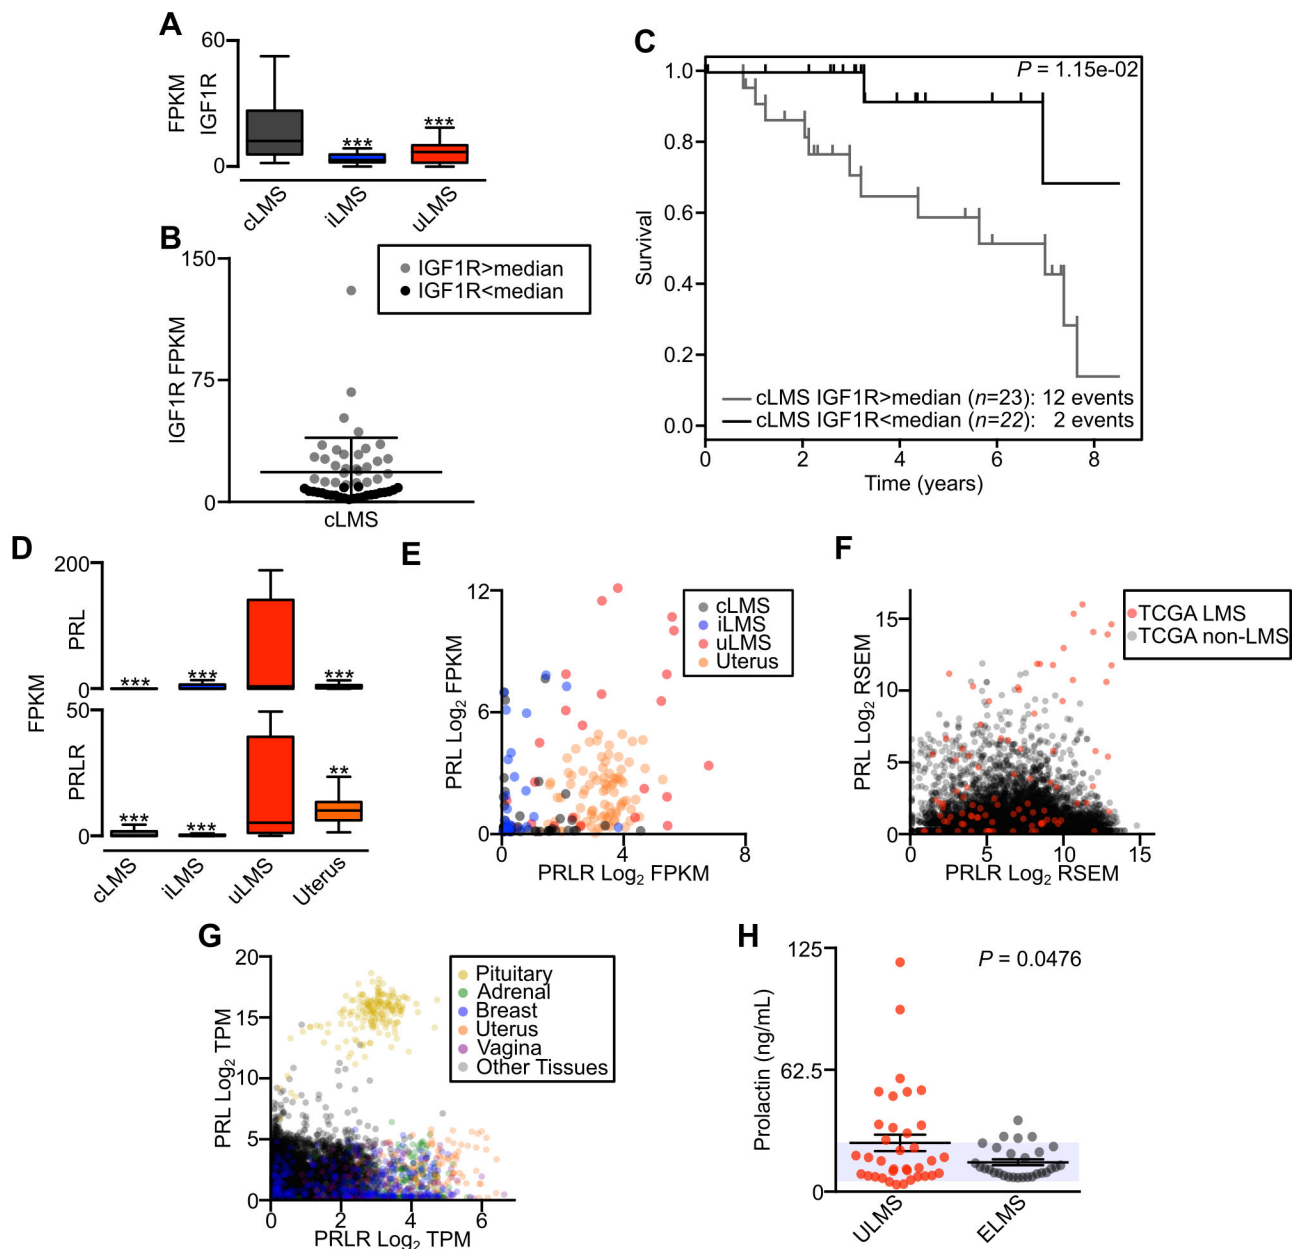 A
60
0
FPKM
IGF1R
***
***
cLMS
iLMS
uLMS
B
150
75
0
IGF1R FPKM
IGF1R>median
IGF1R<median
cLMS
C
P = 1.15e-02
1.0
0.8
0.6
0.4
0.2
0.0
Survival
cLMS IGF1R>median (n=23): 12 events
cLMS IGF1R<median (n=22): 2 events
0 2 4 6 8
Time (years)
D
200
0
PRL
***
***
***
FPKM
50
0
PRLR
***
***
**
cLMS
iLMS
uLMS
Uterus
E
12
6
0
PRL Log2 FPKM
cLMS
iLMS
uLMS
Uterus
0 4 8
PRLR Log2 FPKM
F
15
10
5
0
PRL Log2 RSEM
TCGA LMS
TCGA non-LMS
0 5 10 15
PRLR Log2 RSEM
G
20
15
10
5
0
PRL Log2 TPM
Pituitary
Adrenal
Breast
Uterus
Vagina
Other Tissues
0 2 4 6
PRLR Log2 TPM
H
125
62.5
0
Prolactin (ng/mL)
P = 0.0476
ULMS
ELMS